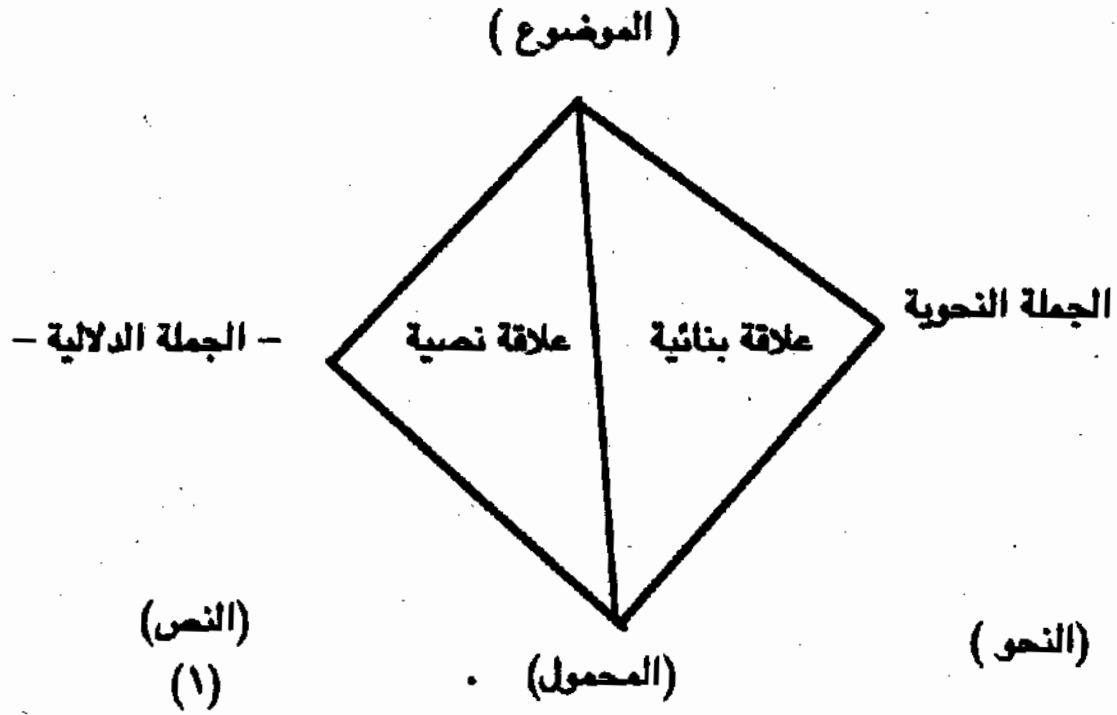 ( الموضوع )
الجملة النحوية
علاقة بنائية
علاقة نصية
– الجملة الدلالية –
(النحو )
(المحمول)
(النص)
(١)